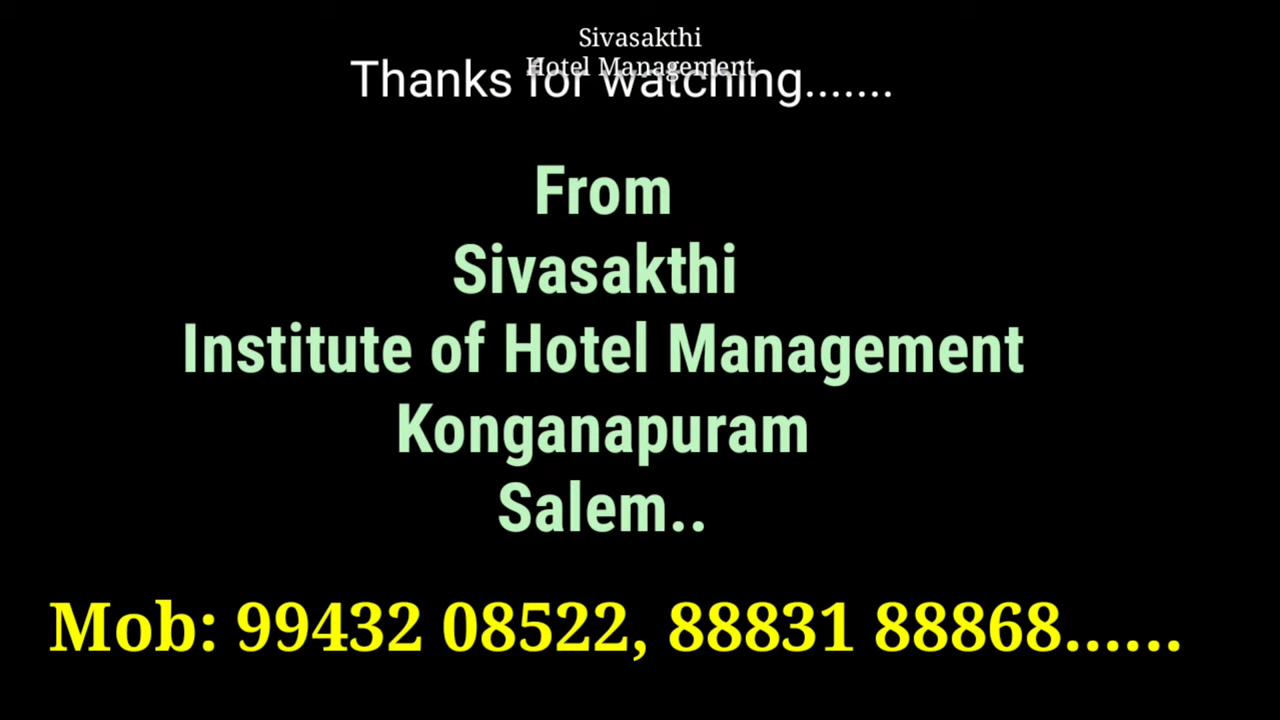 Sivasakthi
Hotel Management
Thanks for watching.......
From
Sivasakthi
Institute of Hotel Management
Konganapuram
Salem..
Mob: 99432 08522, 88831 88868......